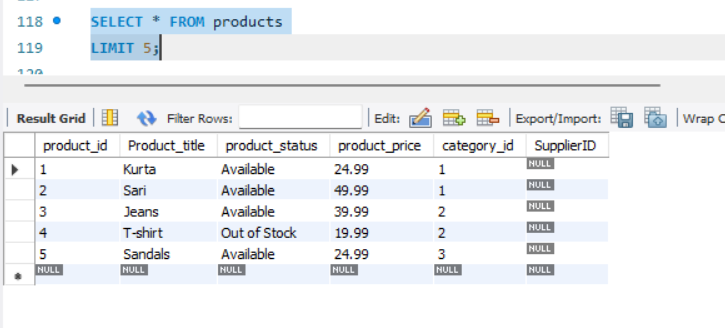 118 SELECT * FROM products
119 LIMIT 5;
Result Grid Filter Rows: Edit: Export/Import: Wrap C
product_id Product_title product_status product_price category_id SupplierID
1 Kurta Available 24.99 1 NULL
2 Sari Available 49.99 1 NULL
3 Jeans Available 39.99 2 NULL
4 T-shirt Out of Stock 19.99 2 NULL
5 Sandals Available 24.99 3 NULL
NULL NULL NULL NULL NULL NULL